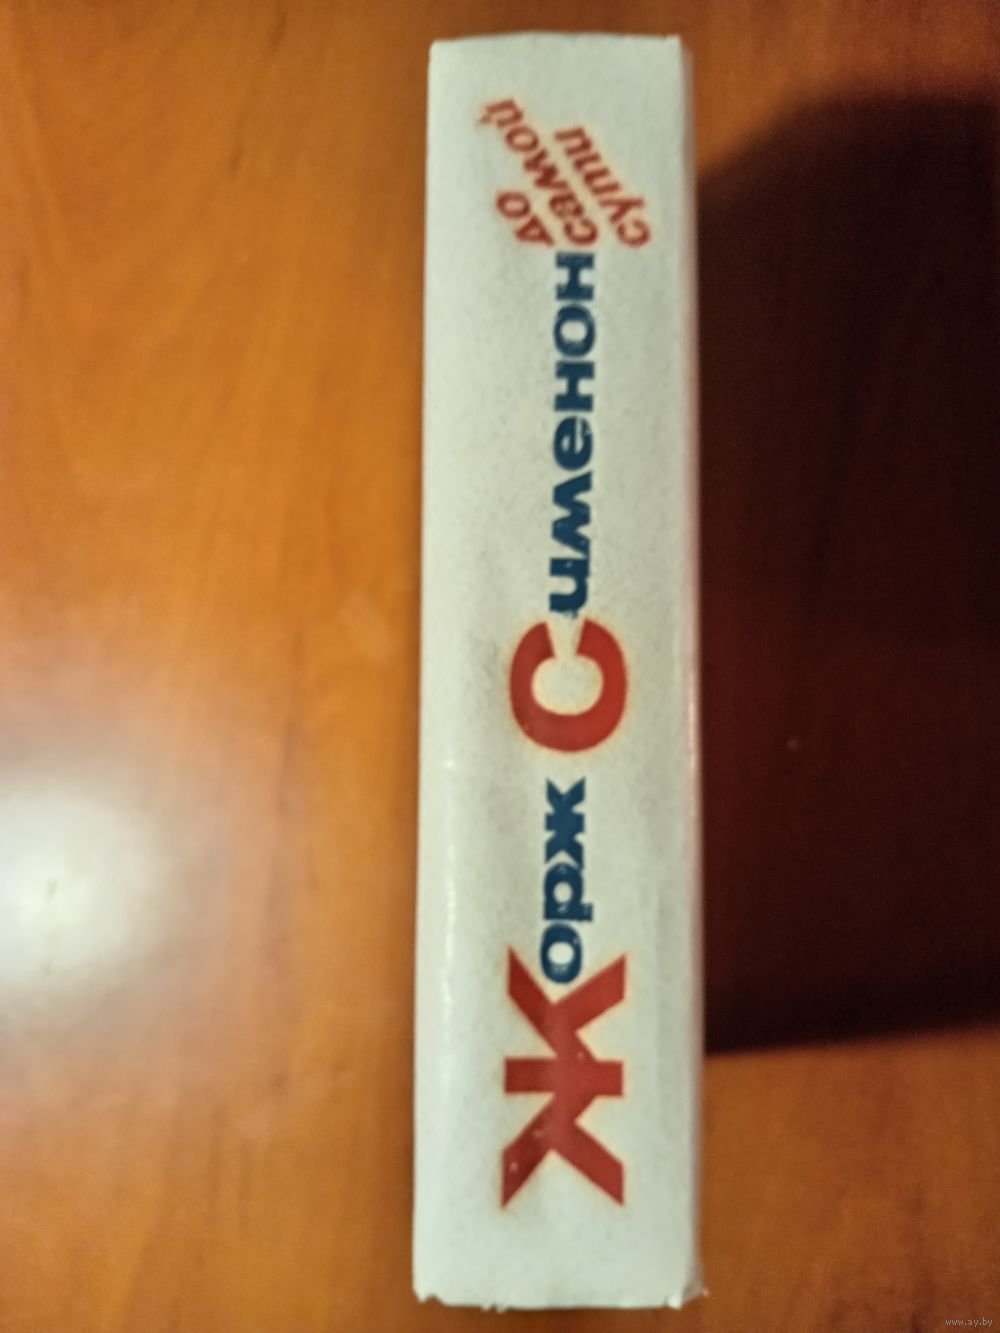 Жорж Сименон
до
самой
сути
www.ay.by